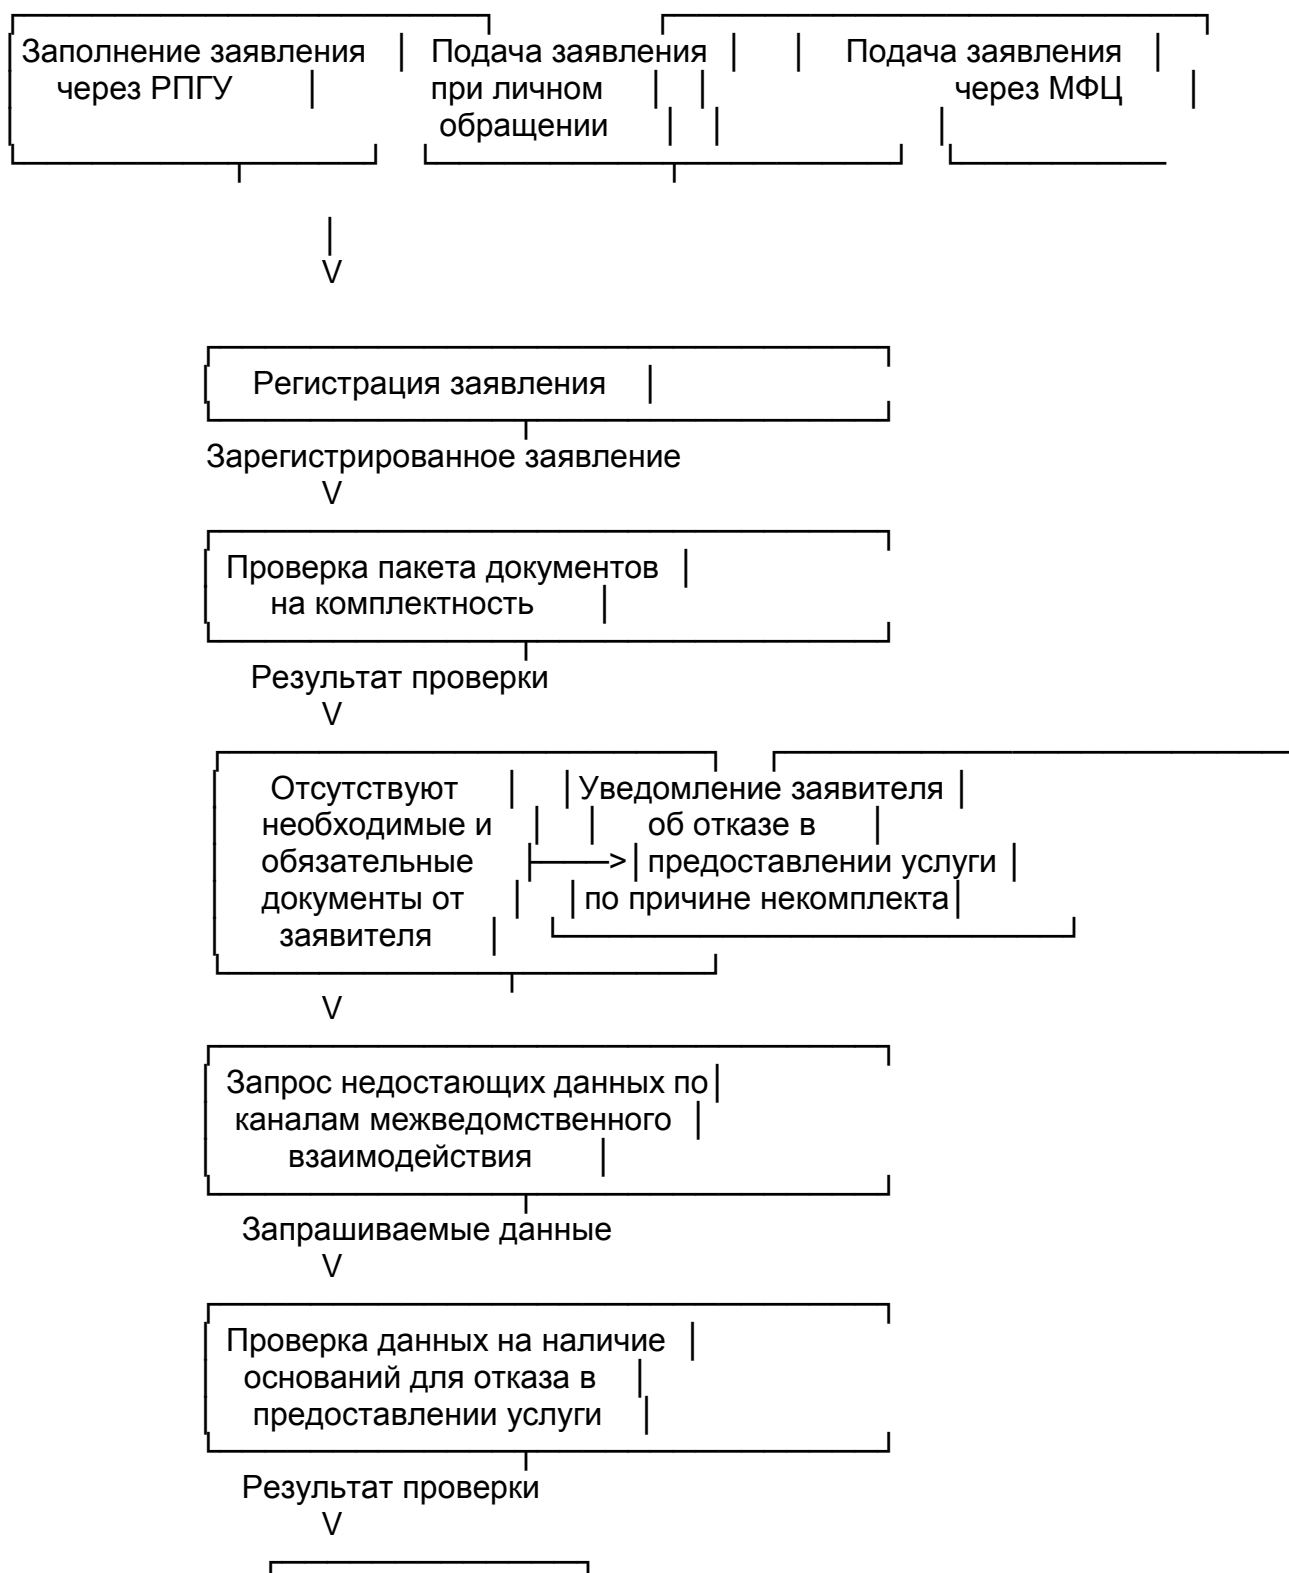 Заполнение заявления │ Подача заявления │ │ Подача заявления │
через РПГУ │ при личном │ │ через МФЦ │
обращении │ │ │
│
V
Регистрация заявления │
Зарегистрированное заявление
V
Проверка пакета документов │
на комплектность │
Результат проверки
V
Отсутствуют │ │Уведомление заявителя │
необходимые и │ │ об отказе в │
обязательные ├────>│предоставлении услуги │
документы от │ │по причине некомплекта│
заявителя │
V
Запрос недостающих данных по│
каналам межведомственного │
взаимодействия │
Запрашиваемые данные
V
Проверка данных на наличие │
оснований для отказа в │
предоставлении услуги │
Результат проверки
V